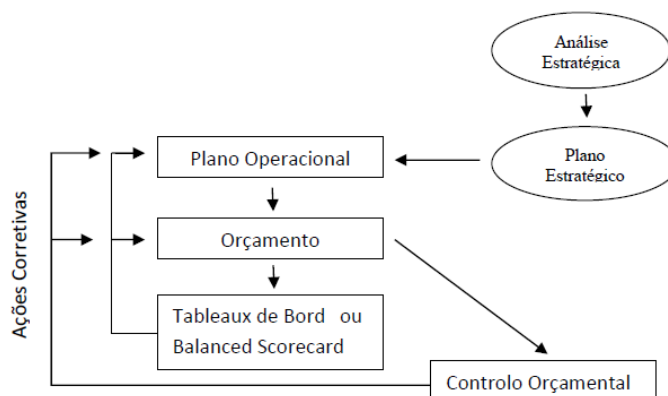 Análise
Estratégica
Plano
Estratégico
Plano Operacional
Orçamento
Tableaux de Bord ou
Balanced Scorecard
Controlo Orçamental
Ações Corretivas